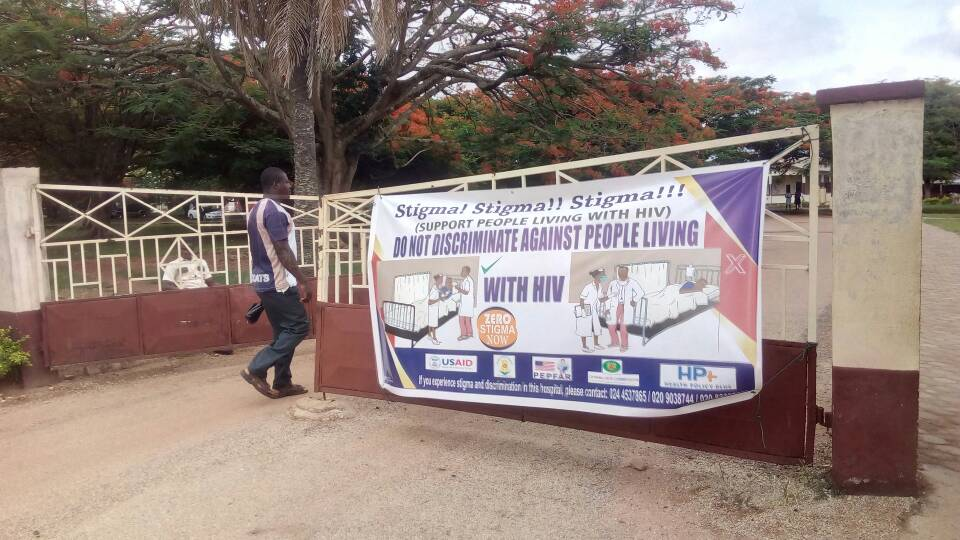 Stigma! Stigma!! Stigma!!!
(SUPPORT PEOPLE LIVING WITH HIV)
DO NOT DISCRIMINATE AGAINST PEOPLE LIVING
WITH HIV
ZERO
STIGMA
NOW
USAID
PEPFAR
HP+
HEALTH POLICY PLUS
If you experience stigma and discrimination in this hospital, please contact: 024 4537865 / 020 9038744 /